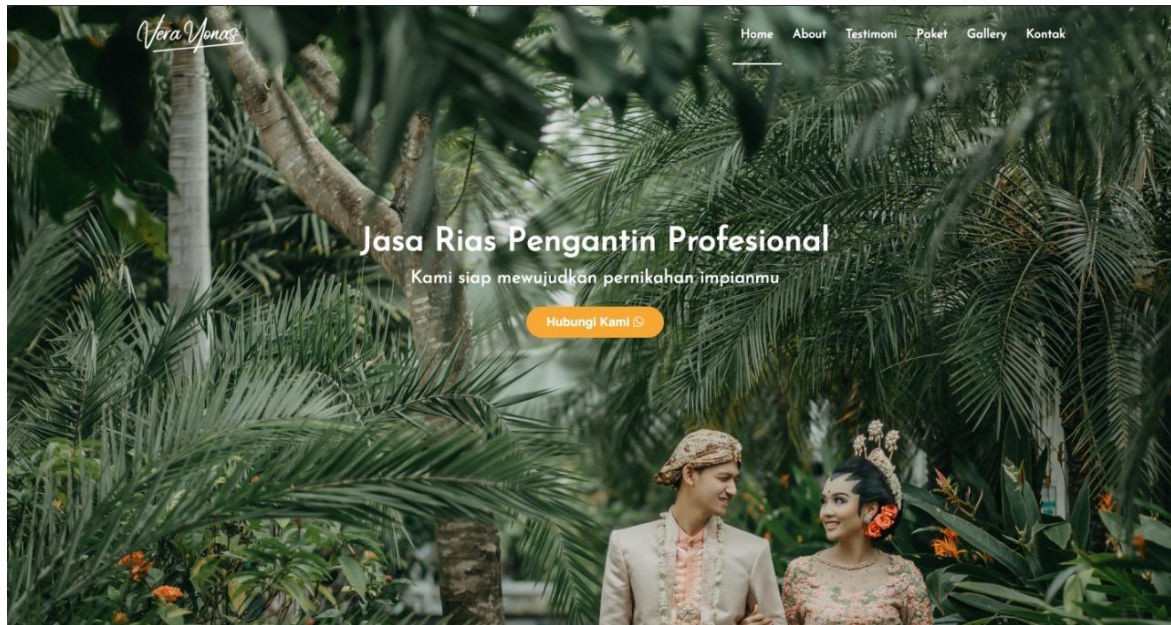 Vera Yonas
Home About Testimoni Paket Gallery Kontak
Jasa Rias Pengantin Profesional
Kami siap mewujudkan pernikahan impianmu
Hubungi Kami